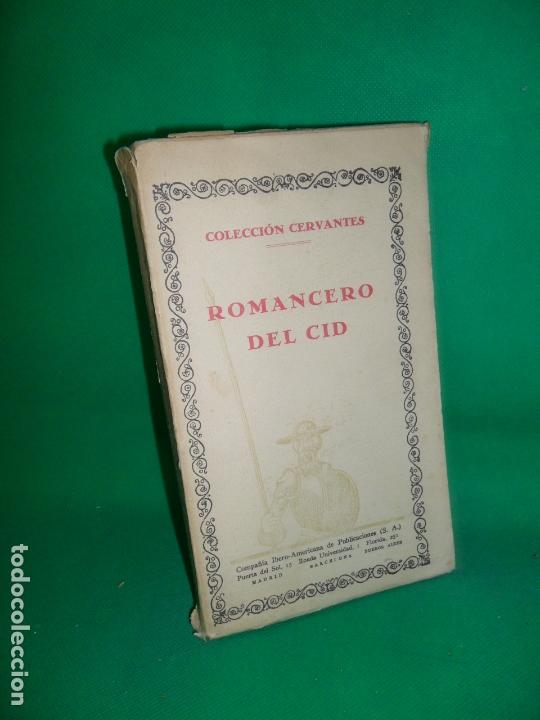 COLECCIÓN CERVANTES
ROMANCERO
DEL CID
Compañía Ibero-Americana de Publicaciones (S. A.)
Puerta del Sol, 15 Ronda Universidad, 1 Florida, 251
MADRID BARCELONA BUENOS AIRES
todocoleccion